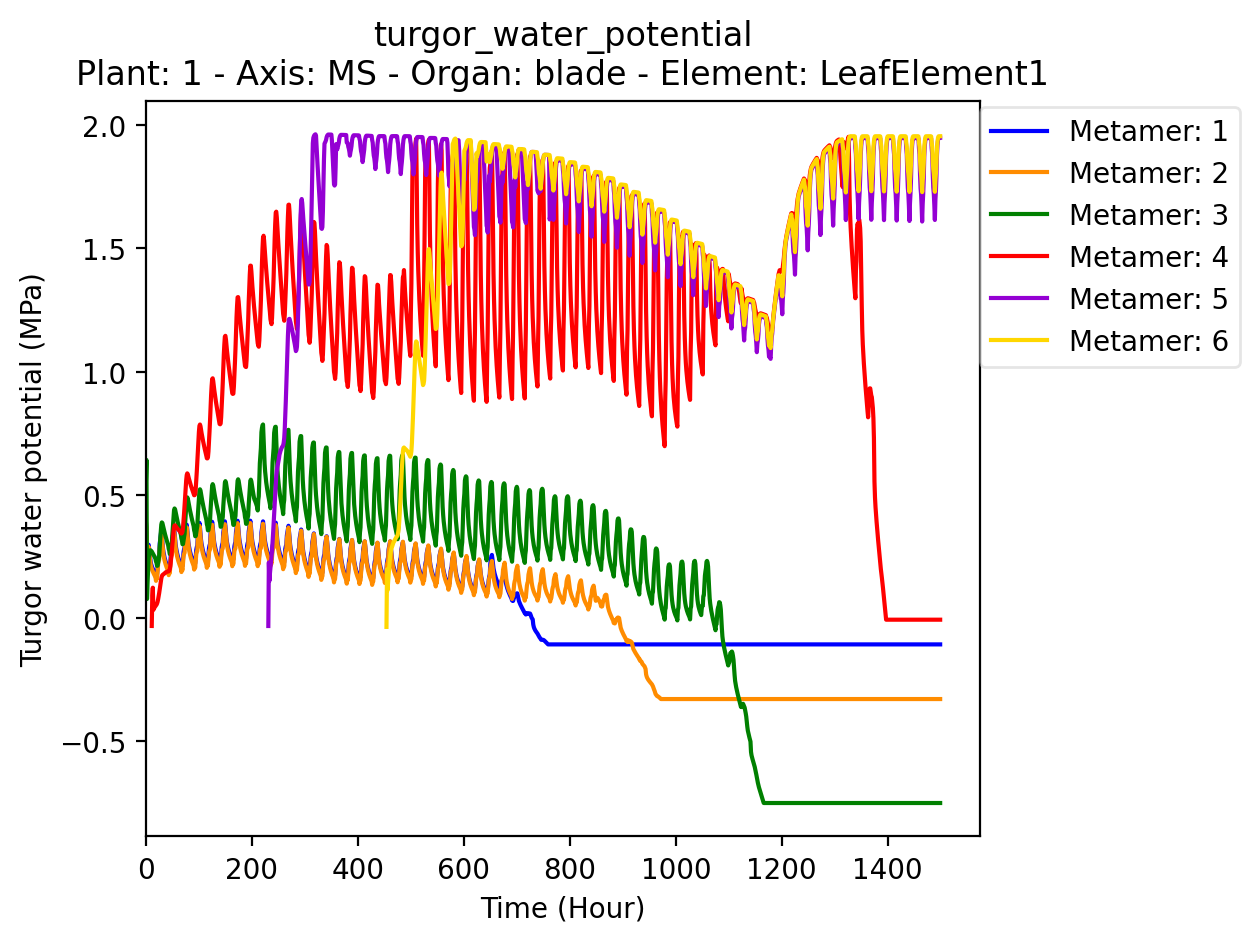 turgor_water_potential
Plant: 1 - Axis: MS - Organ: blade - Element: LeafElement1
Turgor water potential (MPa)
2.0
1.5
1.0
0.5
0.0
−0.5
0 200 400 600 800 1000 1200 1400
Time (Hour)
Metamer: 1
Metamer: 2
Metamer: 3
Metamer: 4
Metamer: 5
Metamer: 6